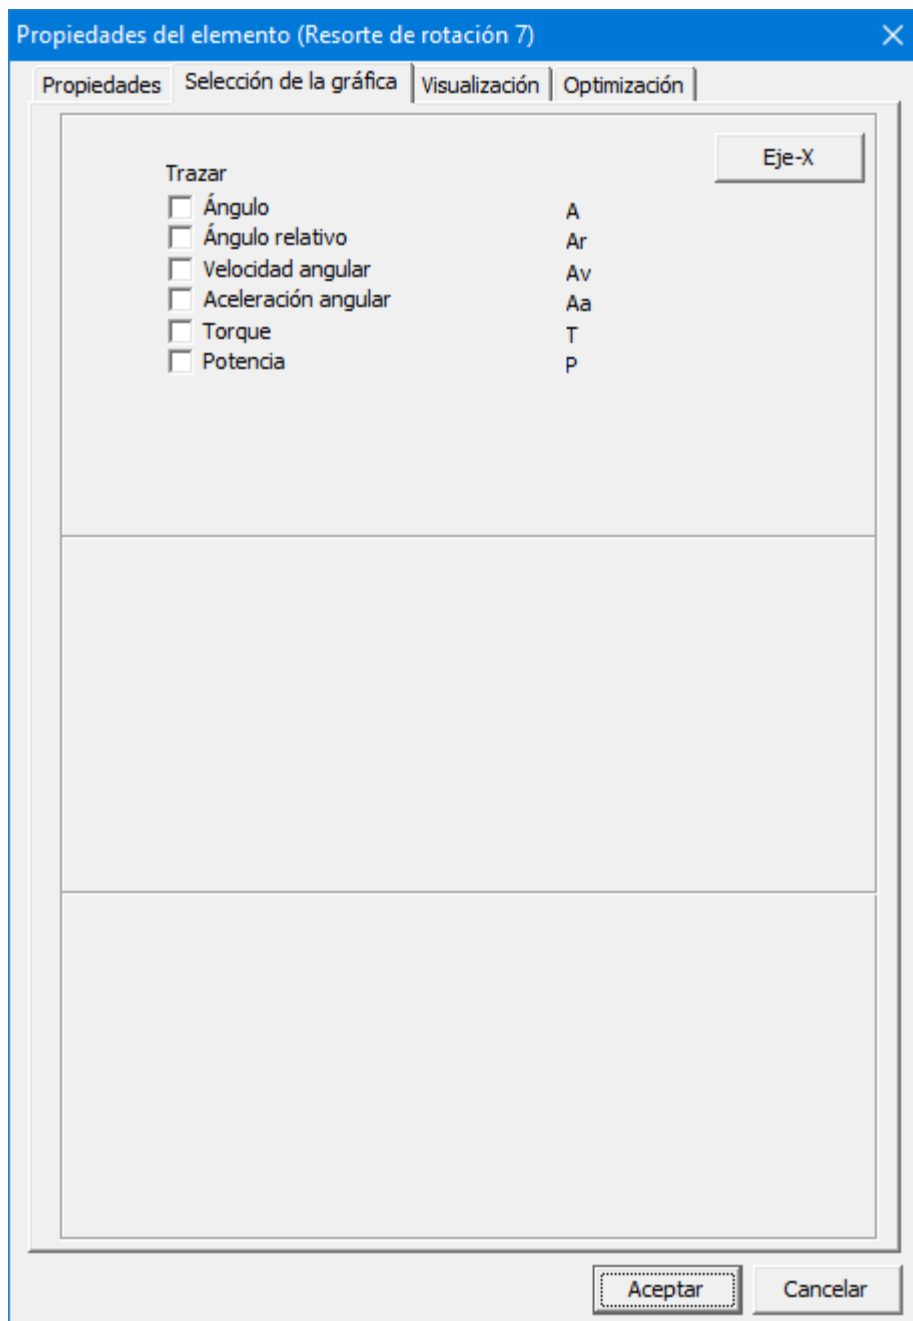 Propiedades del elemento (Resorte de rotación 7)
Propiedades Selección de la gráfica Visualización Optimización
Eje-X
Trazar
Ángulo A
Ángulo relativo Ar
Velocidad angular Av
Aceleración angular Aa
Torque T
Potencia P
Aceptar Cancelar